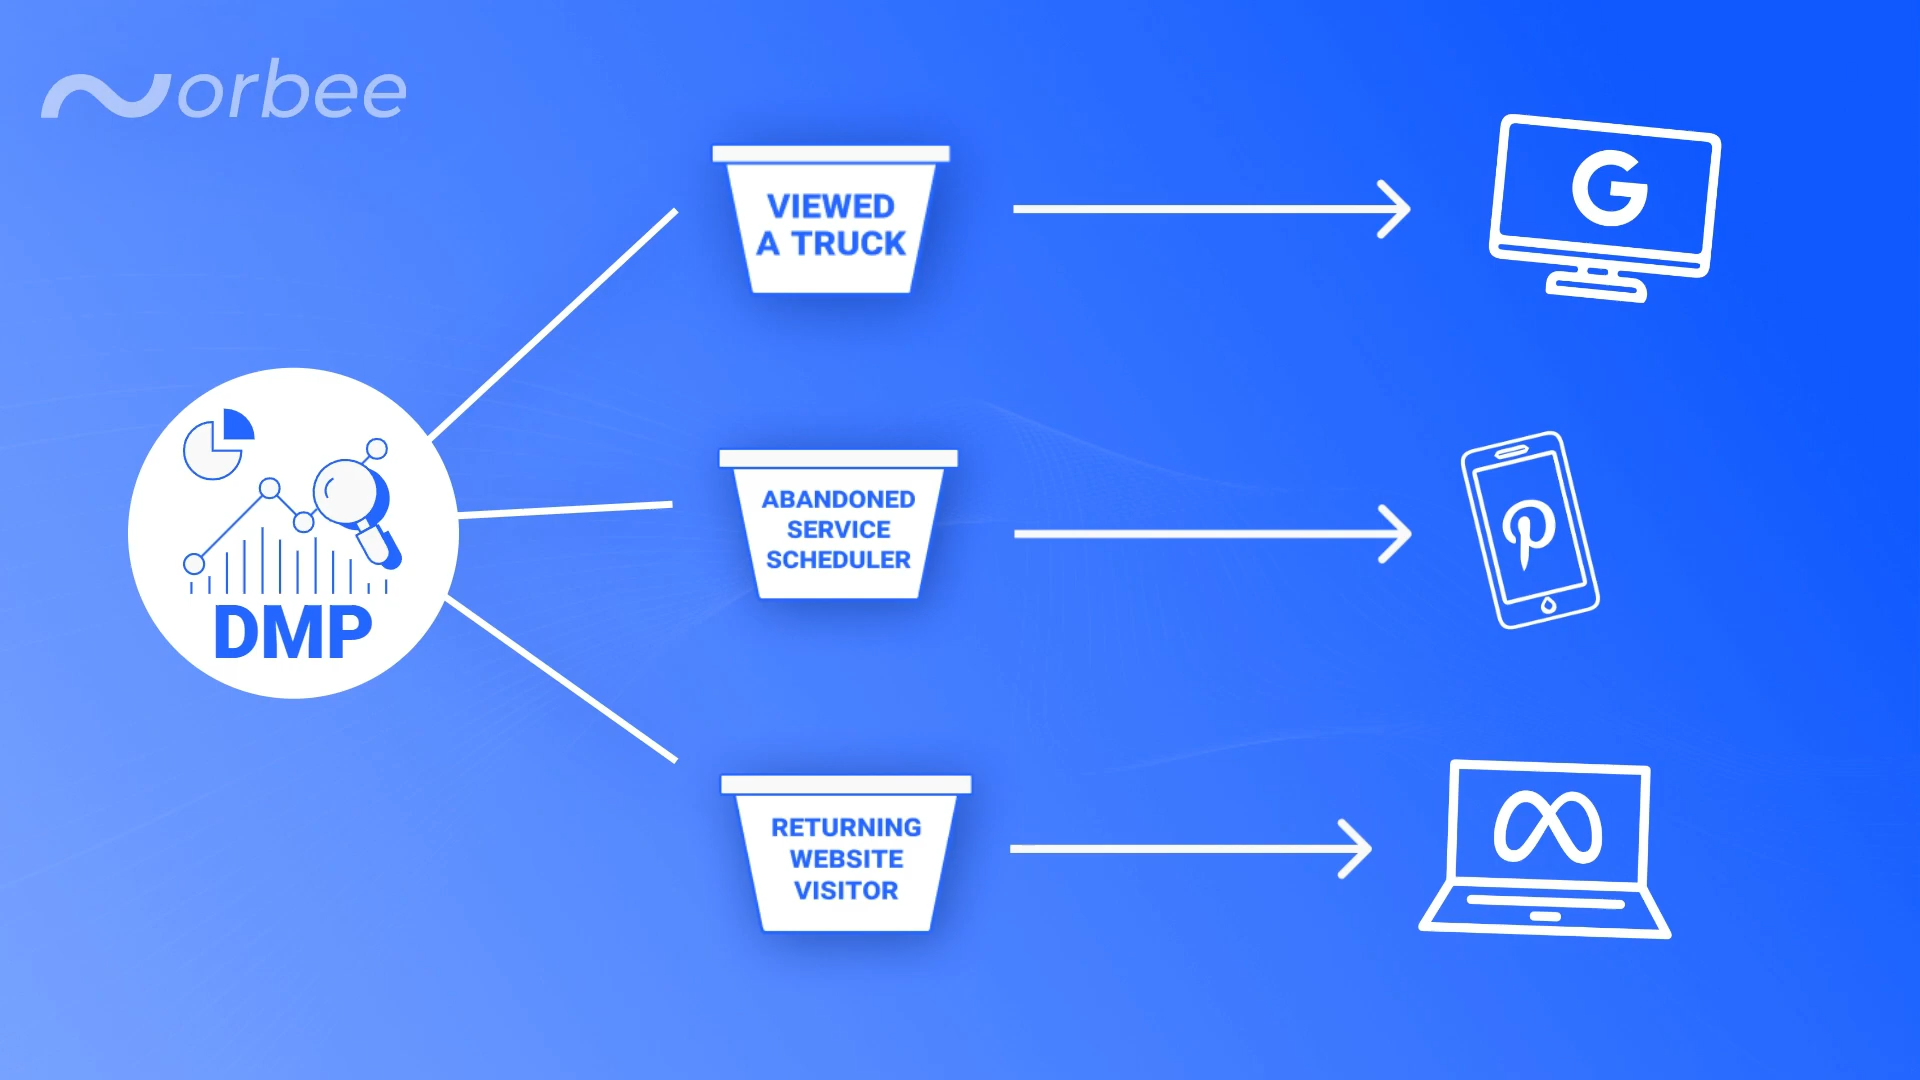 orbee
VIEWED
A TRUCK
G
ABANDONED
SERVICE
SCHEDULER
DMP
RETURNING
WEBSITE
VISITOR